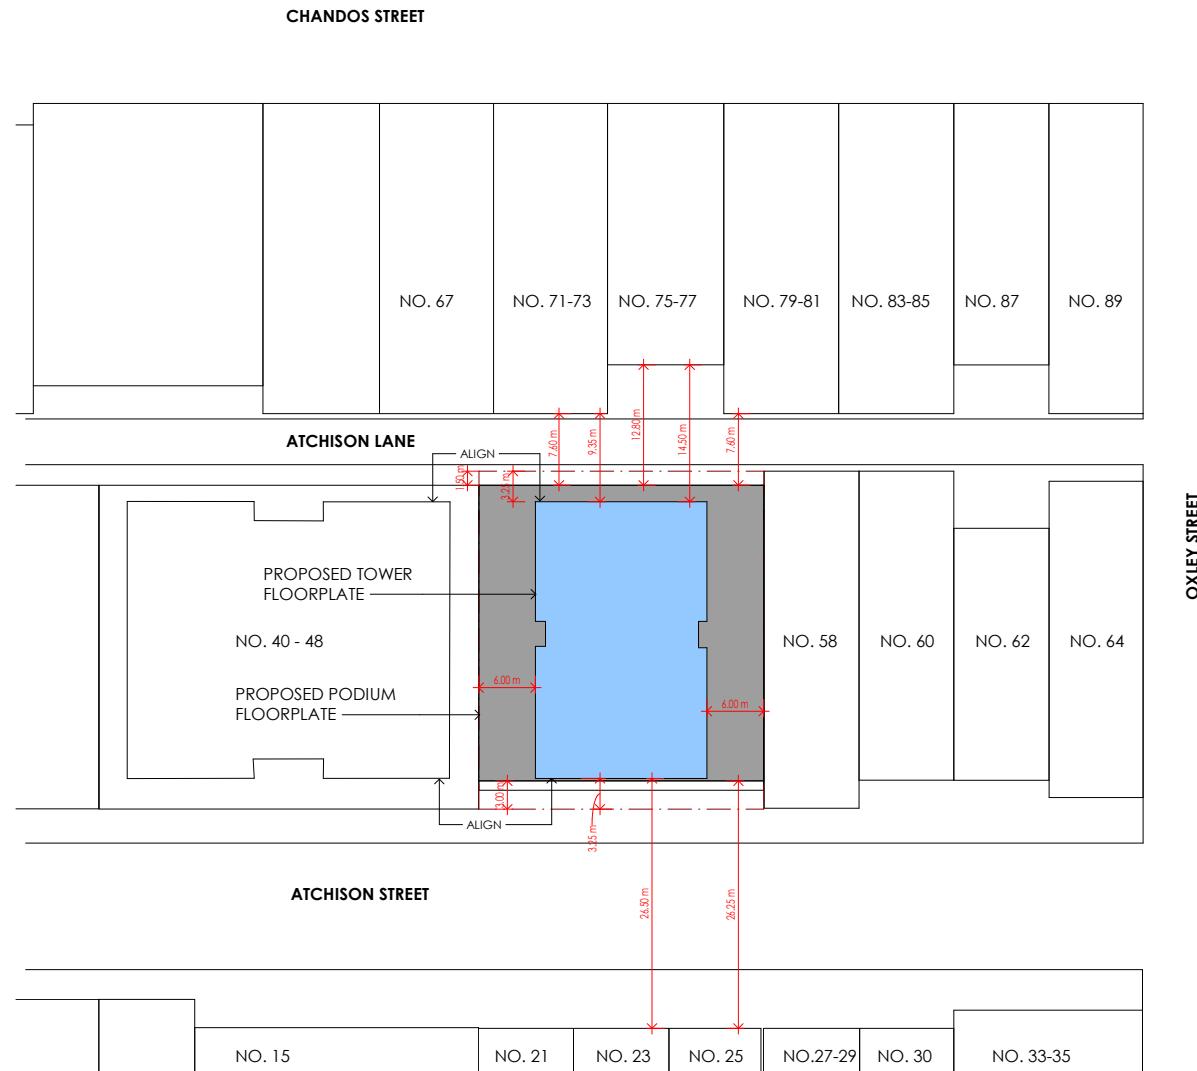 CHANDOS STREET
NO. 67
NO. 71-73
NO. 75-77
NO. 79-81
NO. 83-85
NO. 87
NO. 89
7.60 m
9.35 m
12.80 m
14.50 m
7.60 m
ATCHISON LANE
ALIGN
1.50 m
3.25 m
OXLEY STREET
PROPOSED TOWER
FLOORPLATE
NO. 40 - 48
NO. 58
NO. 60
NO. 62
NO. 64
PROPOSED PODIUM
FLOORPLATE
6.00 m
6.00 m
3.00 m
ALIGN
3.25 m
ATCHISON STREET
26.50 m
26.25 m
NO. 15
NO. 21
NO. 23
NO. 25
NO.27-29
NO. 30
NO. 33-35